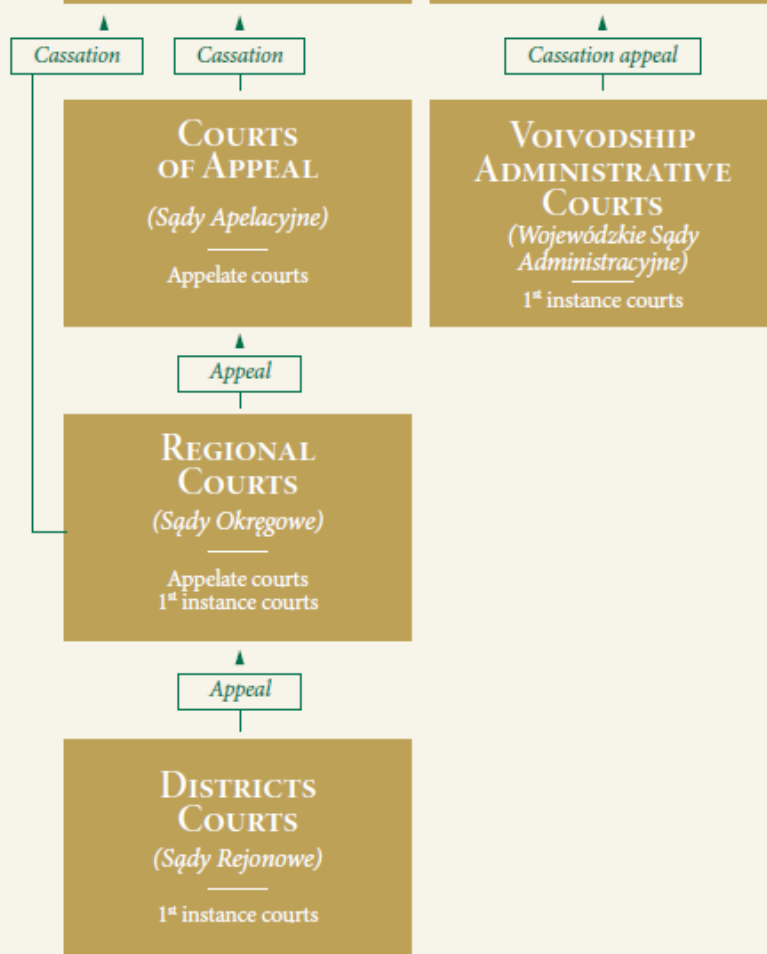 Cassation
Cassation
Cassation appeal
COURTS
OF APPEAL
(Sądy Apelacyjne)
Appelate courts
VOIVODSHIP
ADMINISTRATIVE
COURTS
(Wojewódzkie Sądy
Administracyjne)
1st instance courts
Appeal
REGIONAL
COURTS
(Sądy Okręgowe)
Appelate courts
1st instance courts
Appeal
DISTRICTS
COURTS
(Sądy Rejonowe)
1st instance courts